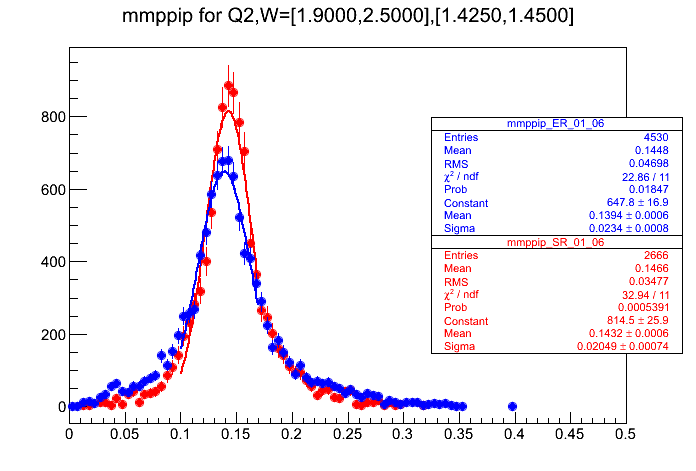 mmppip for Q2,W=[1.9000,2.5000],[1.4250,1.4500]
800
600
400
200
0
0 0.05 0.1 0.15 0.2 0.25 0.3 0.35 0.4 0.45 0.5
mmppip_ER_01_06
Entries 4530
Mean 0.1448
RMS 0.04698
χ² / ndf 22.86 / 11
Prob 0.01847
Constant 647.8 ± 16.9
Mean 0.1394 ± 0.0006
Sigma 0.0234 ± 0.0008
mmppip_SR_01_06
Entries 2666
Mean 0.1466
RMS 0.03477
χ² / ndf 32.94 / 11
Prob 0.0005391
Constant 814.5 ± 25.9
Mean 0.1432 ± 0.0006
Sigma 0.02049 ± 0.00074